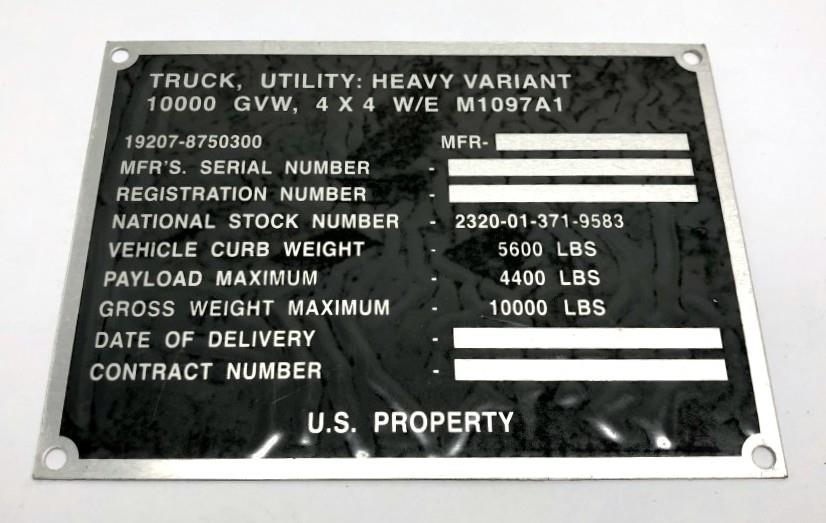 TRUCK, UTILITY: HEAVY VARIANT
10000 GVW, 4 X 4 W/E M1097A1
19207-8750300 MFR-
MFR'S. SERIAL NUMBER -
REGISTRATION NUMBER -
NATIONAL STOCK NUMBER - 2320-01-371-9583
VEHICLE CURB WEIGHT - 5600 LBS
PAYLOAD MAXIMUM - 4400 LBS
GROSS WEIGHT MAXIMUM - 10000 LBS
DATE OF DELIVERY -
CONTRACT NUMBER -
U.S. PROPERTY